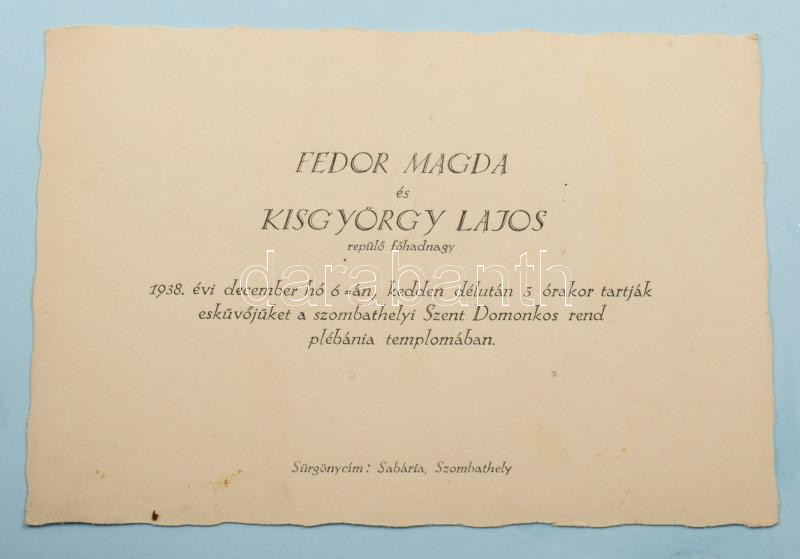 FEDOR MAGDA
és
KISGYÖRGY LAJOS
repülő főhadnagy
darabanth
1938. évi december hó 6=án, kedden délután 5 órakor tartják
esküvőjüket a szombathelyi Szent Domonkos rend
plébánia templomában.
Sürgönycím: Sabária, Szombathely